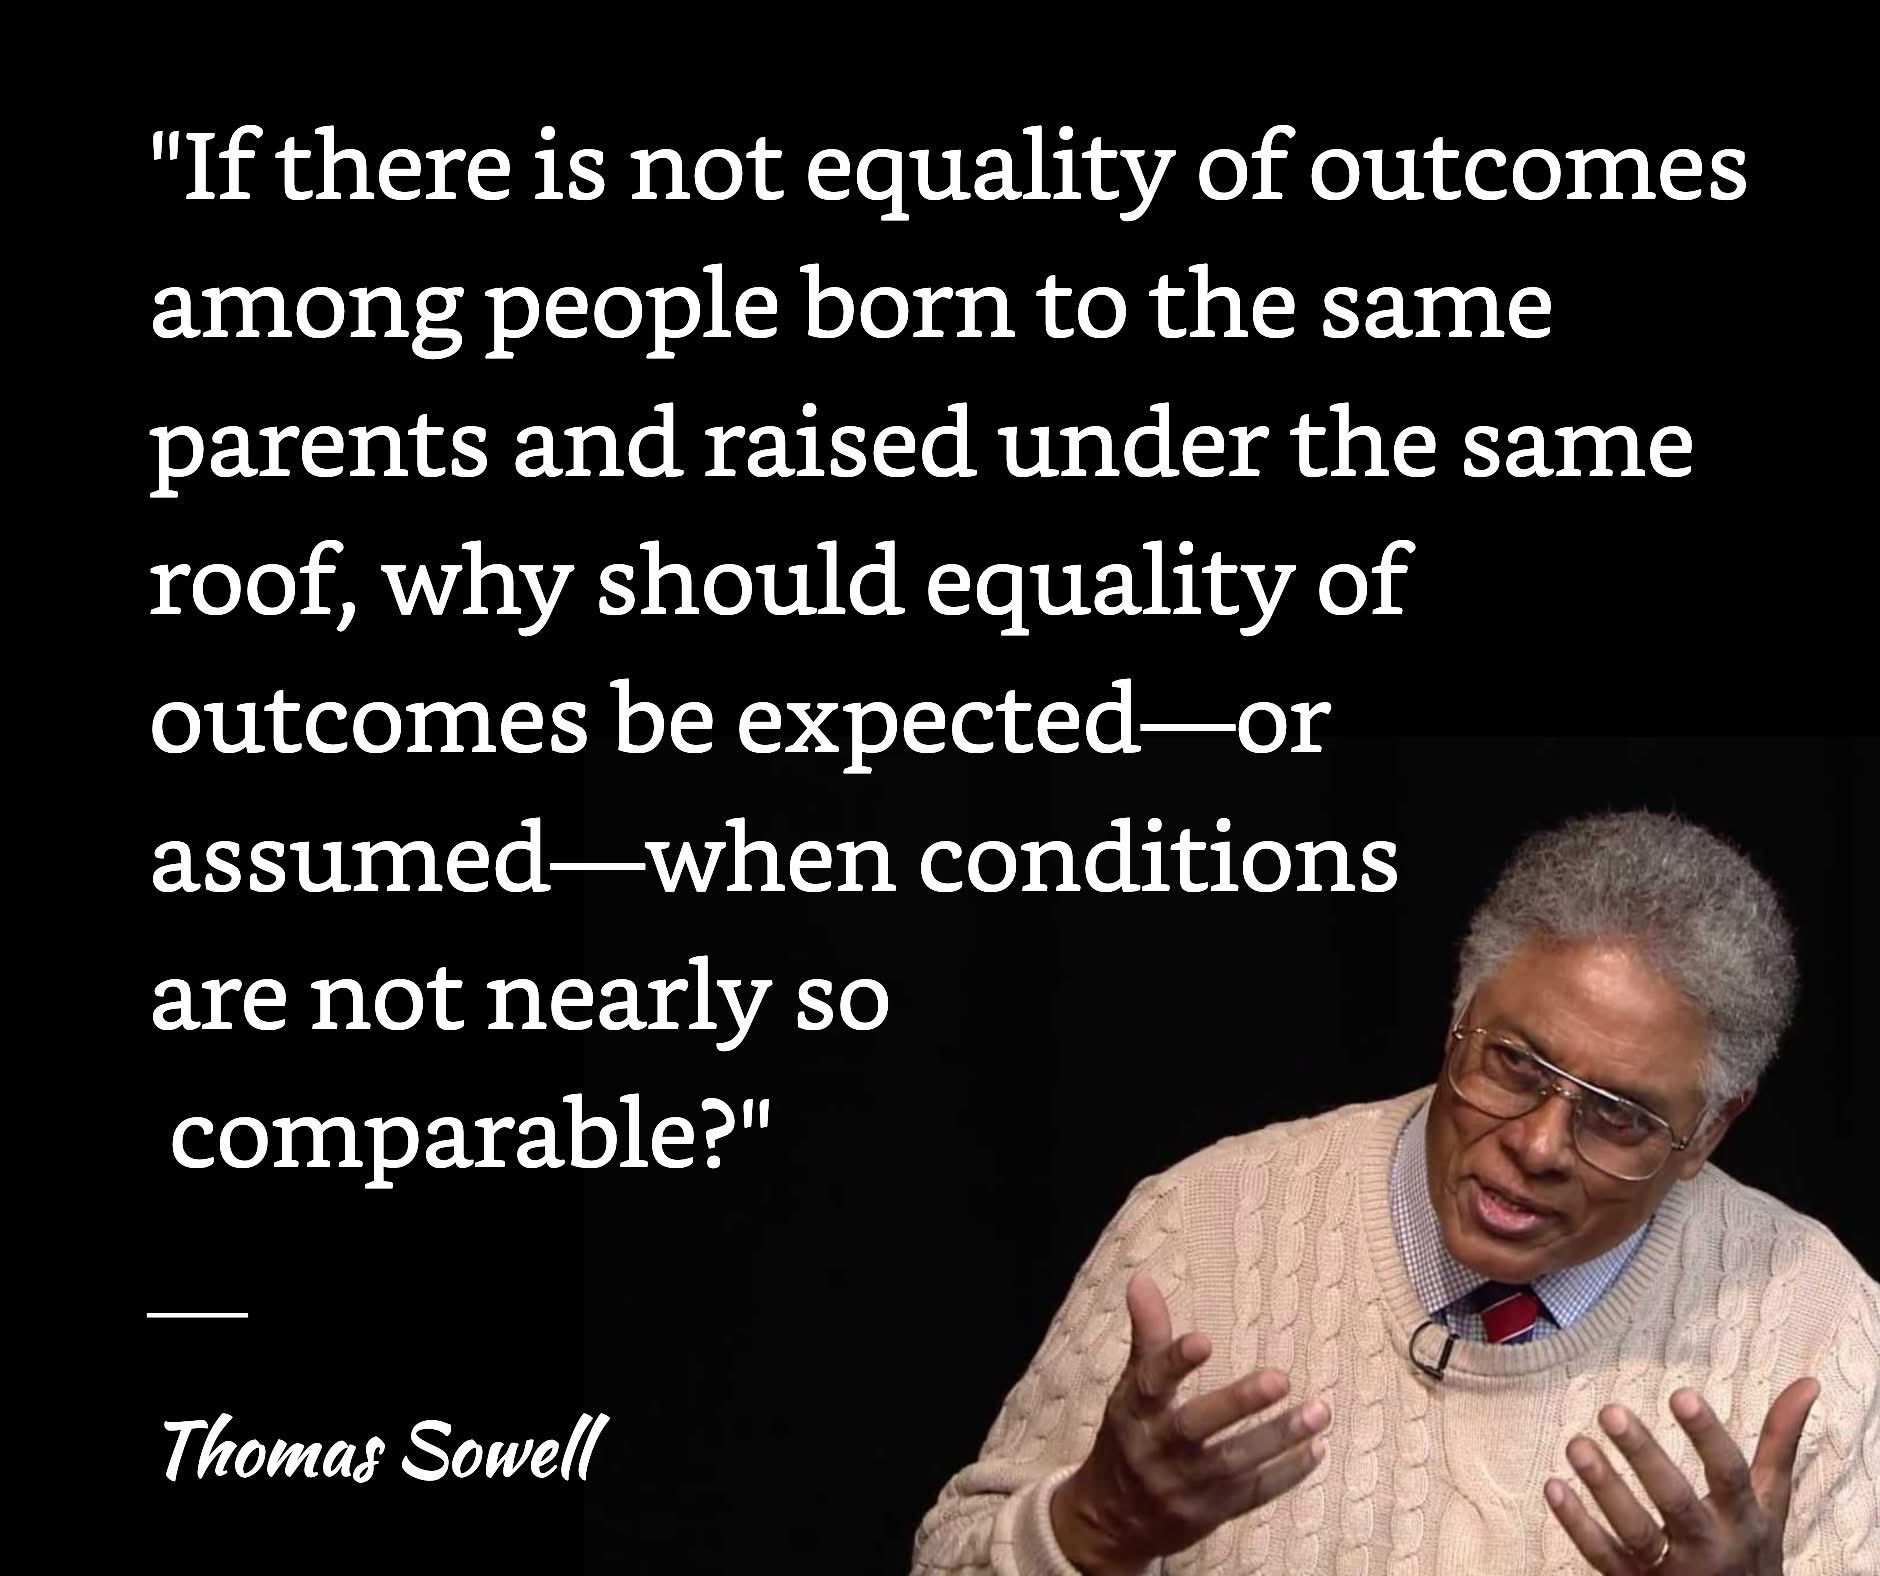 "If there is not equality of outcomes
among people born to the same
parents and raised under the same
roof, why should equality of
outcomes be expected—or
assumed—when conditions
are not nearly so
comparable?"
Thomas Sowell